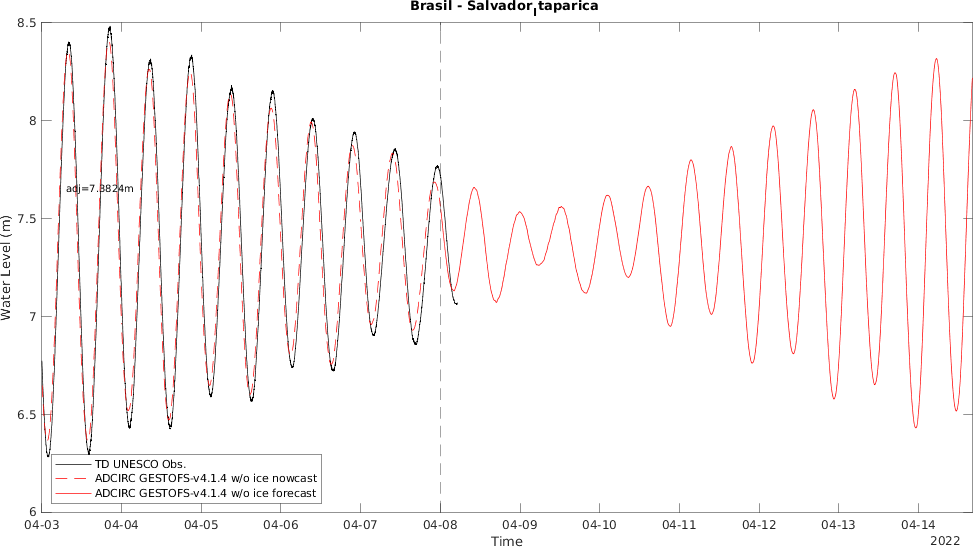 Brasil - Salvador,taparica
8.5
8
7.5
7
6.5
6
Water Level (m)
adj=7.3824m
TD UNESCO Obs.
ADCIRC GESTOFS-v4.1.4 w/o ice nowcast
ADCIRC GESTOFS-v4.1.4 w/o ice forecast
04-03 04-04 04-05 04-06 04-07 04-08 04-09 04-10 04-11 04-12 04-13 04-14
Time
2022